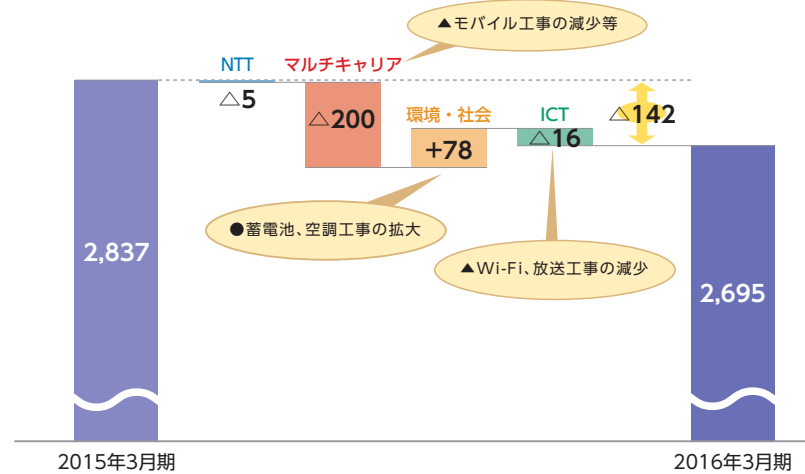 ▲モバイル工事の減少等
NTT
マルチキャリア
△5
△200
環境・社会
+78
ICT
△16
△142
●蓄電池、空調工事の拡大
▲Wi-Fi、放送工事の減少
2,837
2,695
2015年3月期
2016年3月期